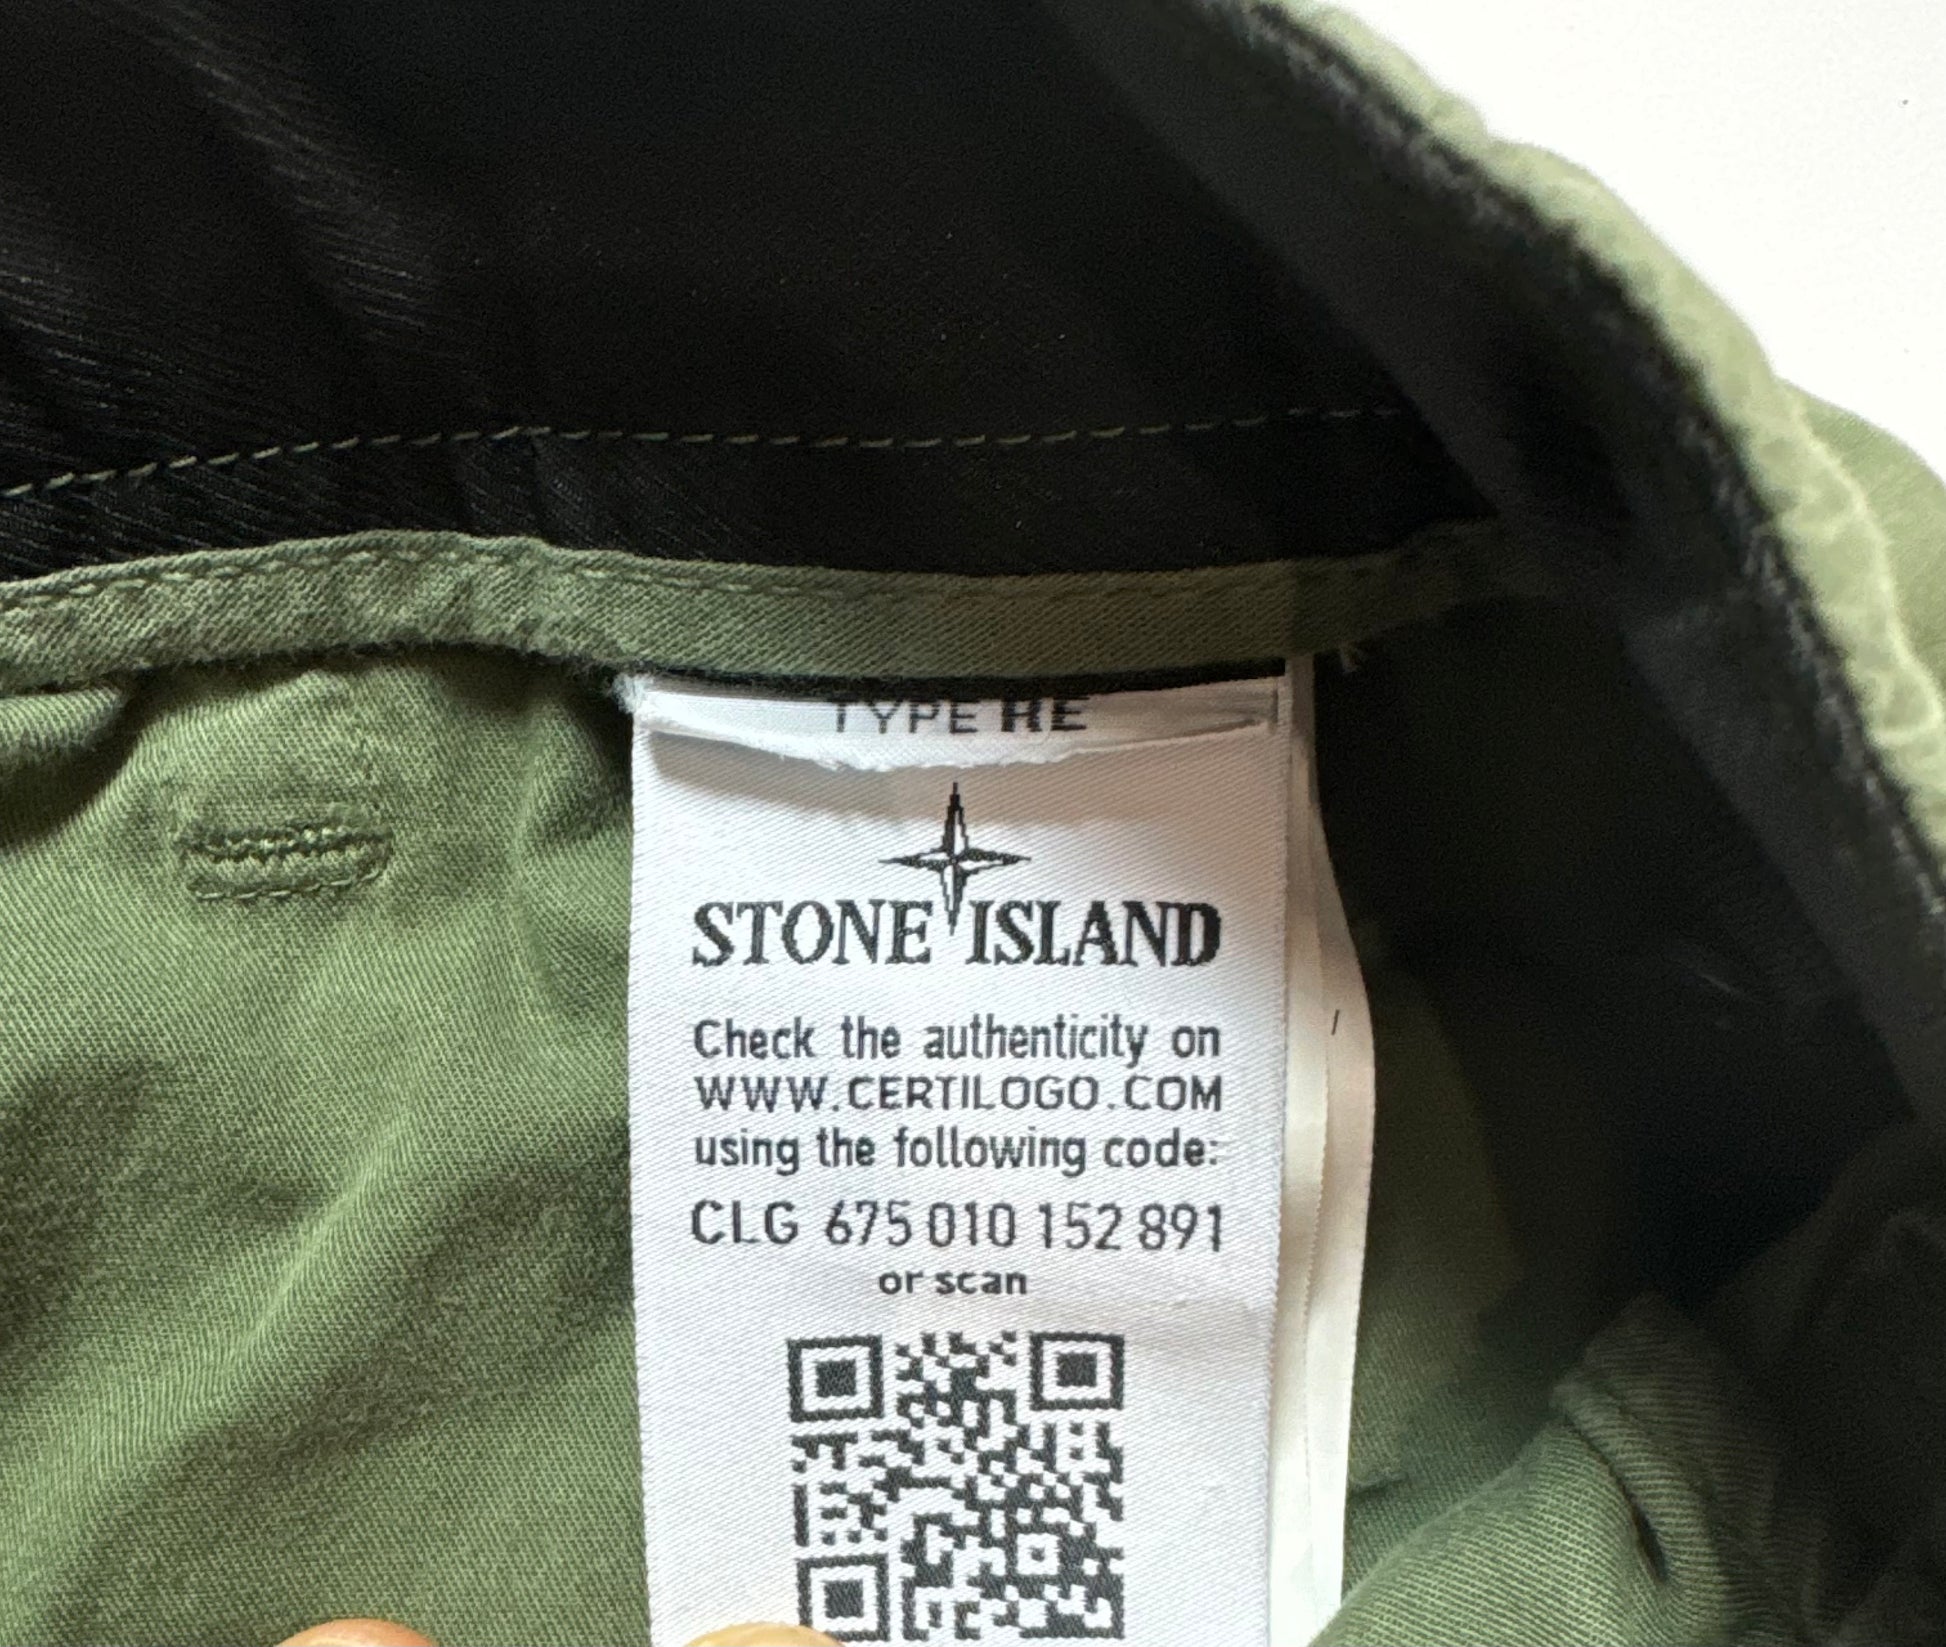 TYPE RE
STONE ISLAND
Check the authenticity on
WWW.CERTILOGO.COM
using the following code:
CLG 675 010 152 891
or scan